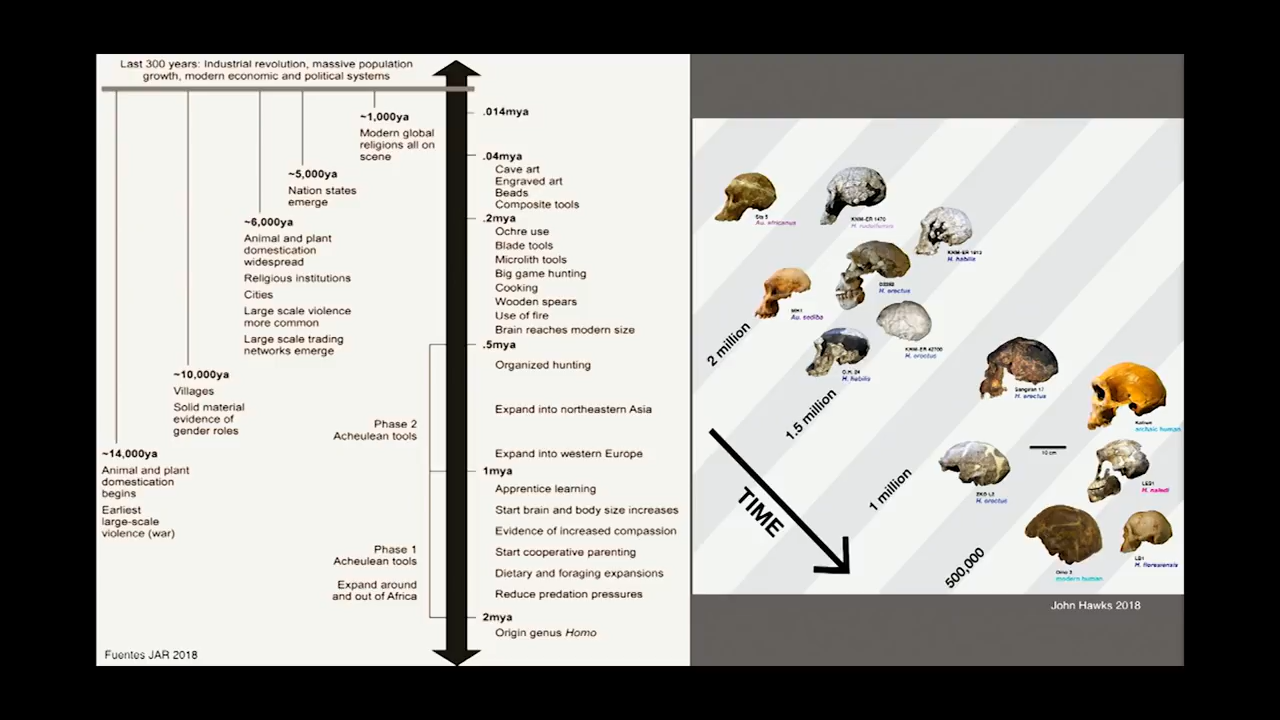 Last 300 years: Industrial revolution, massive population
growth, modern economic and political systems
~1,000ya
Modern global
religions all on
scene
~5,000ya
Nation states
emerge
~6,000ya
Animal and plant
domestication
widespread
Religious institutions
Cities
Large scale violence
more common
Large scale trading
networks emerge
~10,000ya
Villages
Solid material
evidence of
gender roles
~14,000ya
Animal and plant
domestication
begins
Earliest
large-scale
violence (war)
Phase 2
Acheulean tools
Phase 1
Acheulean tools
Expand around
and out of Africa
.014mya
.04mya
Cave art
Engraved art
Beads
Composite tools
.2mya
Ochre use
Blade tools
Microlith tools
Big game hunting
Cooking
Wooden spears
Use of fire
Brain reaches modern size
.5mya
Organized hunting
Expand into northeastern Asia
Expand into western Europe
1mya
Apprentice learning
Start brain and body size increases
Evidence of increased compassion
Start cooperative parenting
Dietary and foraging expansions
Reduce predation pressures
2mya
Origin genus Homo
Fuentes JAR 2018
Sts 5
Au. africanus
KNM-ER 1470
H. rudolfensis
KNM-ER 1813
H. habilis
H. erectus
MH1
Au. sediba
KNM-ER 42700
H. erectus
O.H. 24
H. habilis
Sangiran 17
H. erectus
Kabwe
archaic human
10 cm
H. erectus
LES1
H. naledi
Omo 2
modern human
LB1
H. floresiensis
2 million
1.5 million
1 million
500,000
TIME
John Hawks 2018